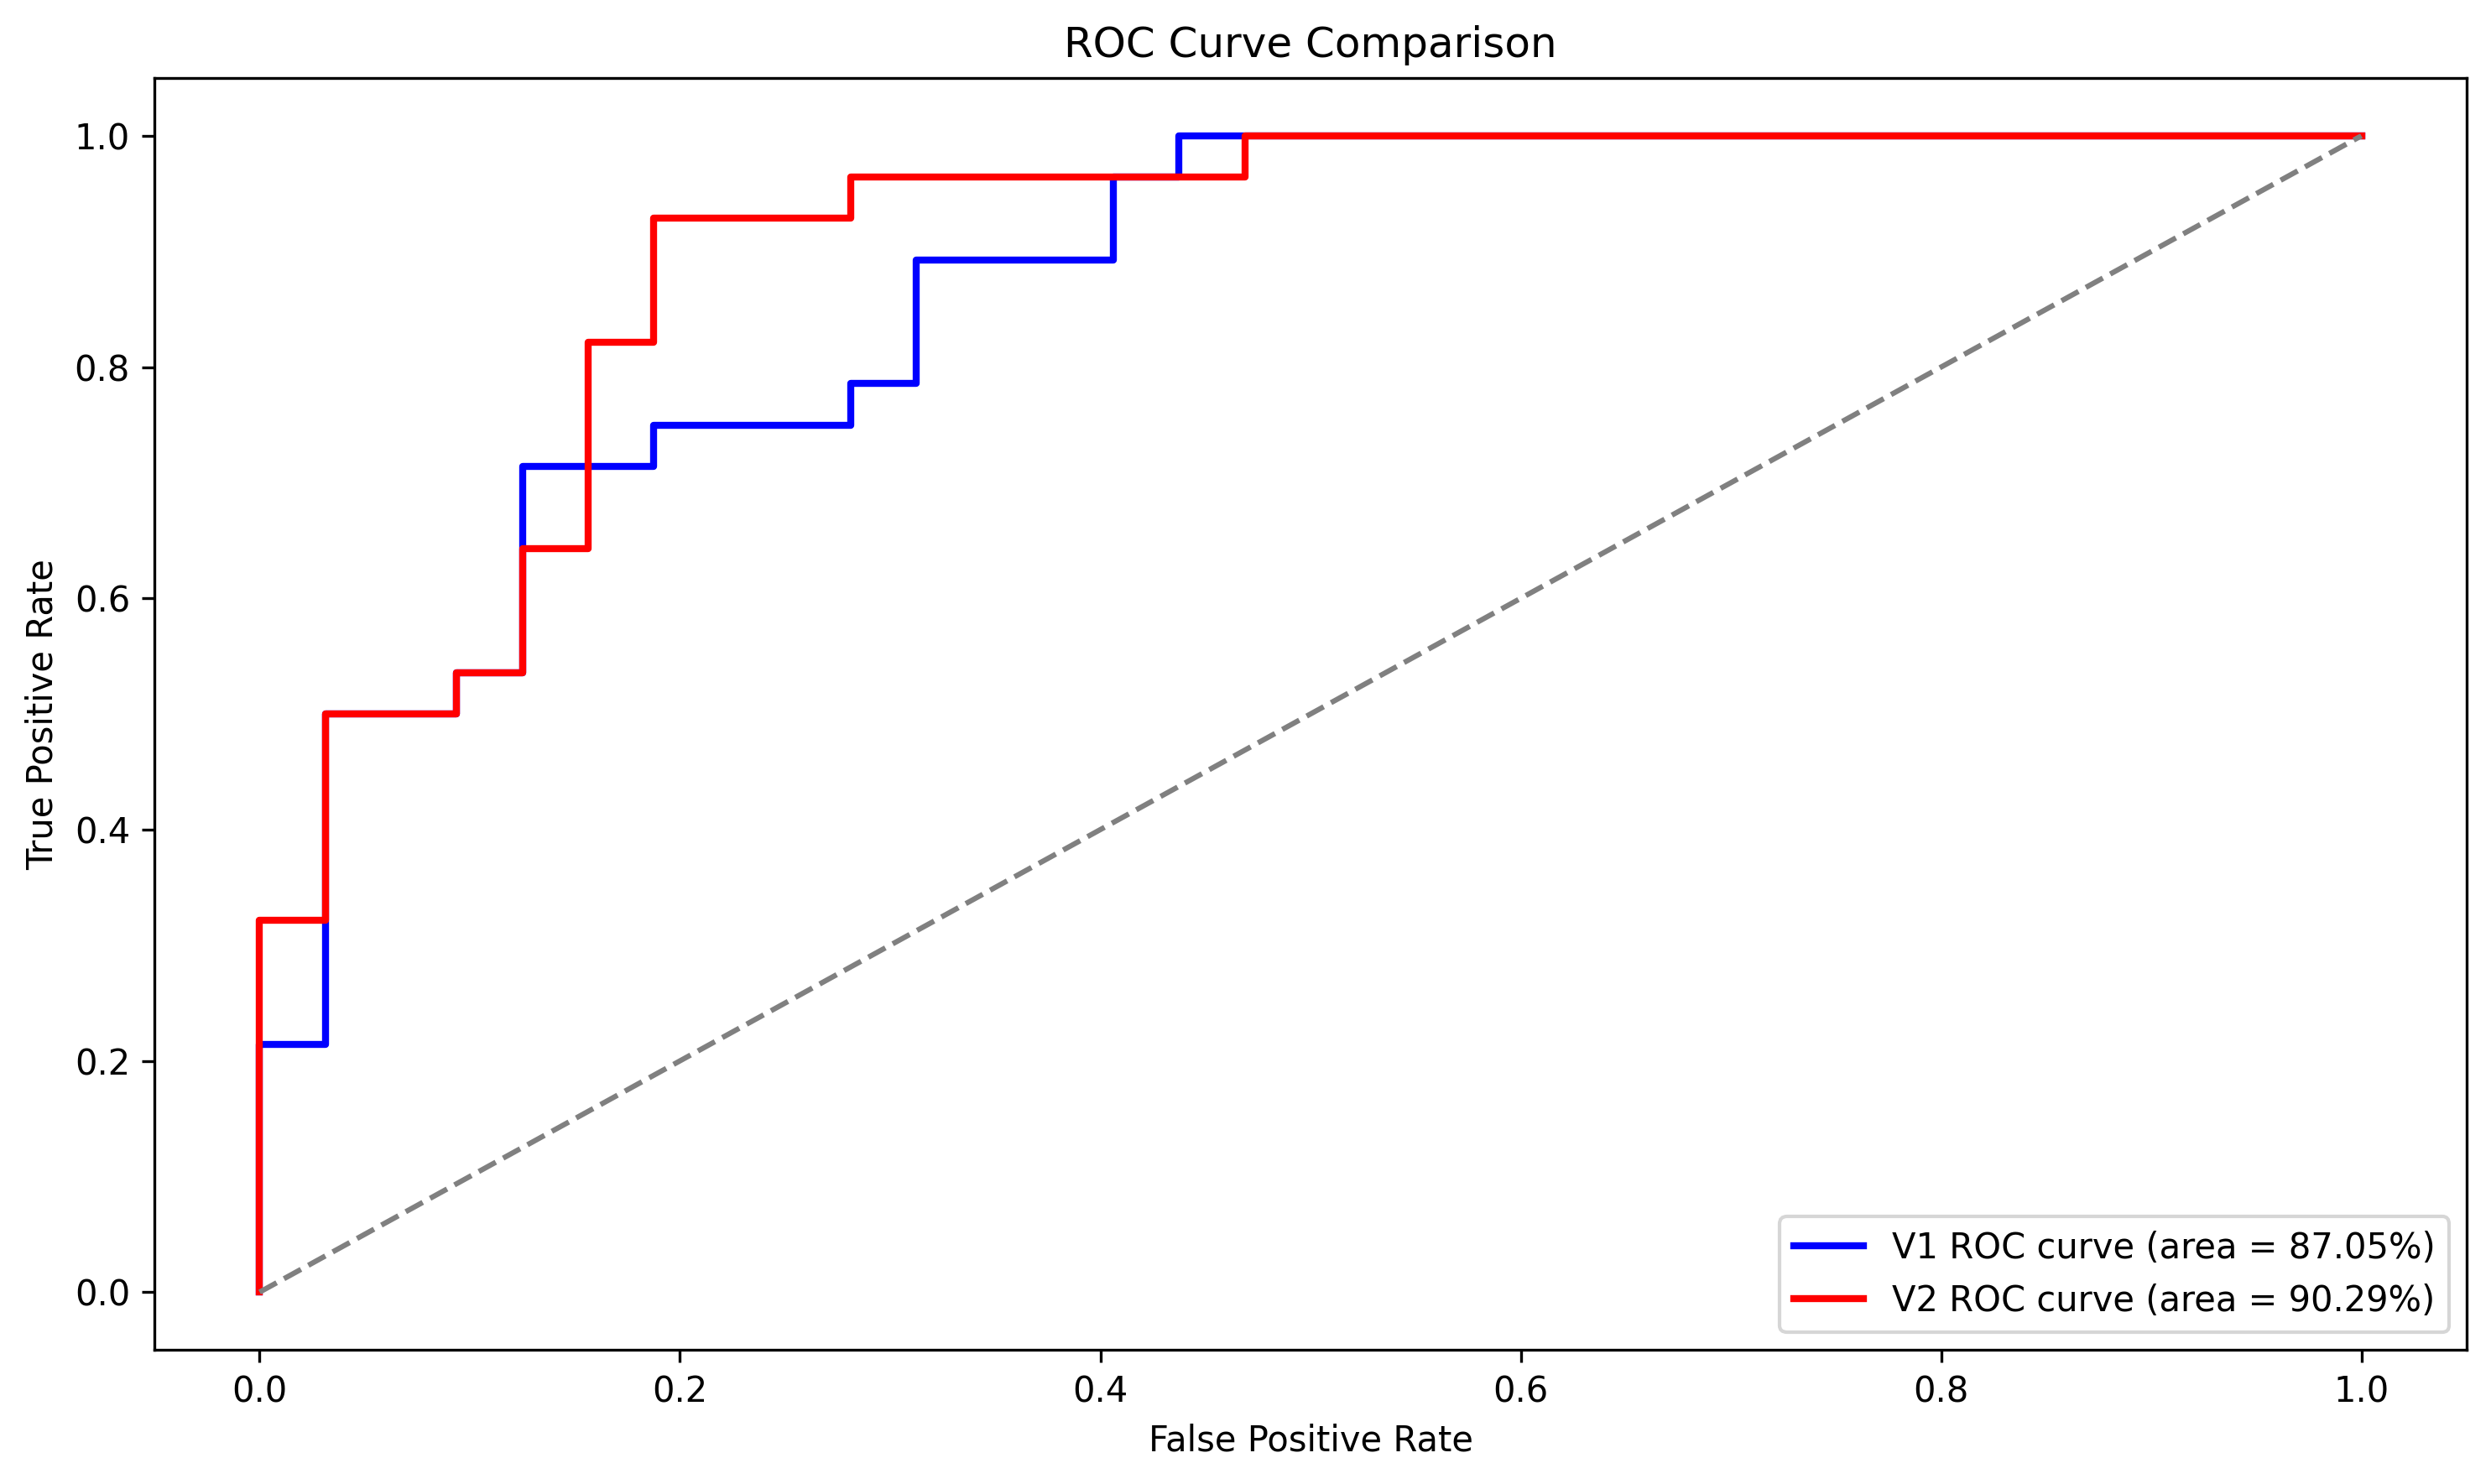 ROC Curve Comparison
1.0
0.8
0.6
0.4
0.2
0.0
True Positive Rate
0.0 0.2 0.4 0.6 0.8 1.0
False Positive Rate
V1 ROC curve (area = 87.05%)
V2 ROC curve (area = 90.29%)